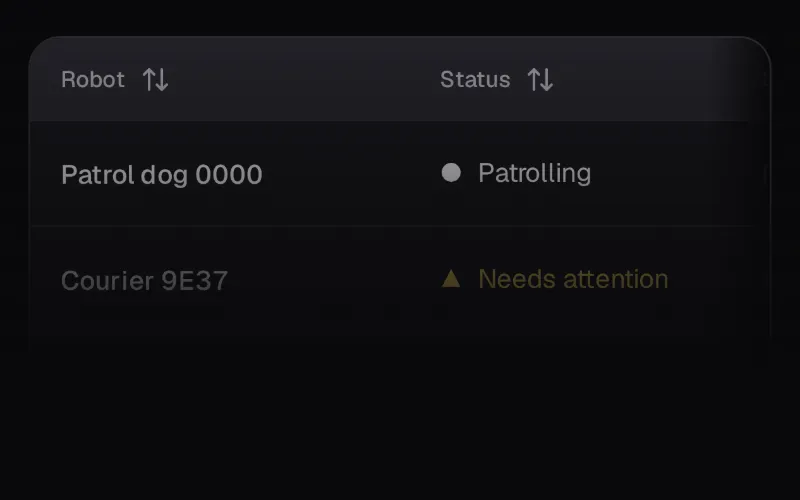 Robot Status
Patrol dog 0000 Patrolling
Courier 9E37 Needs attention